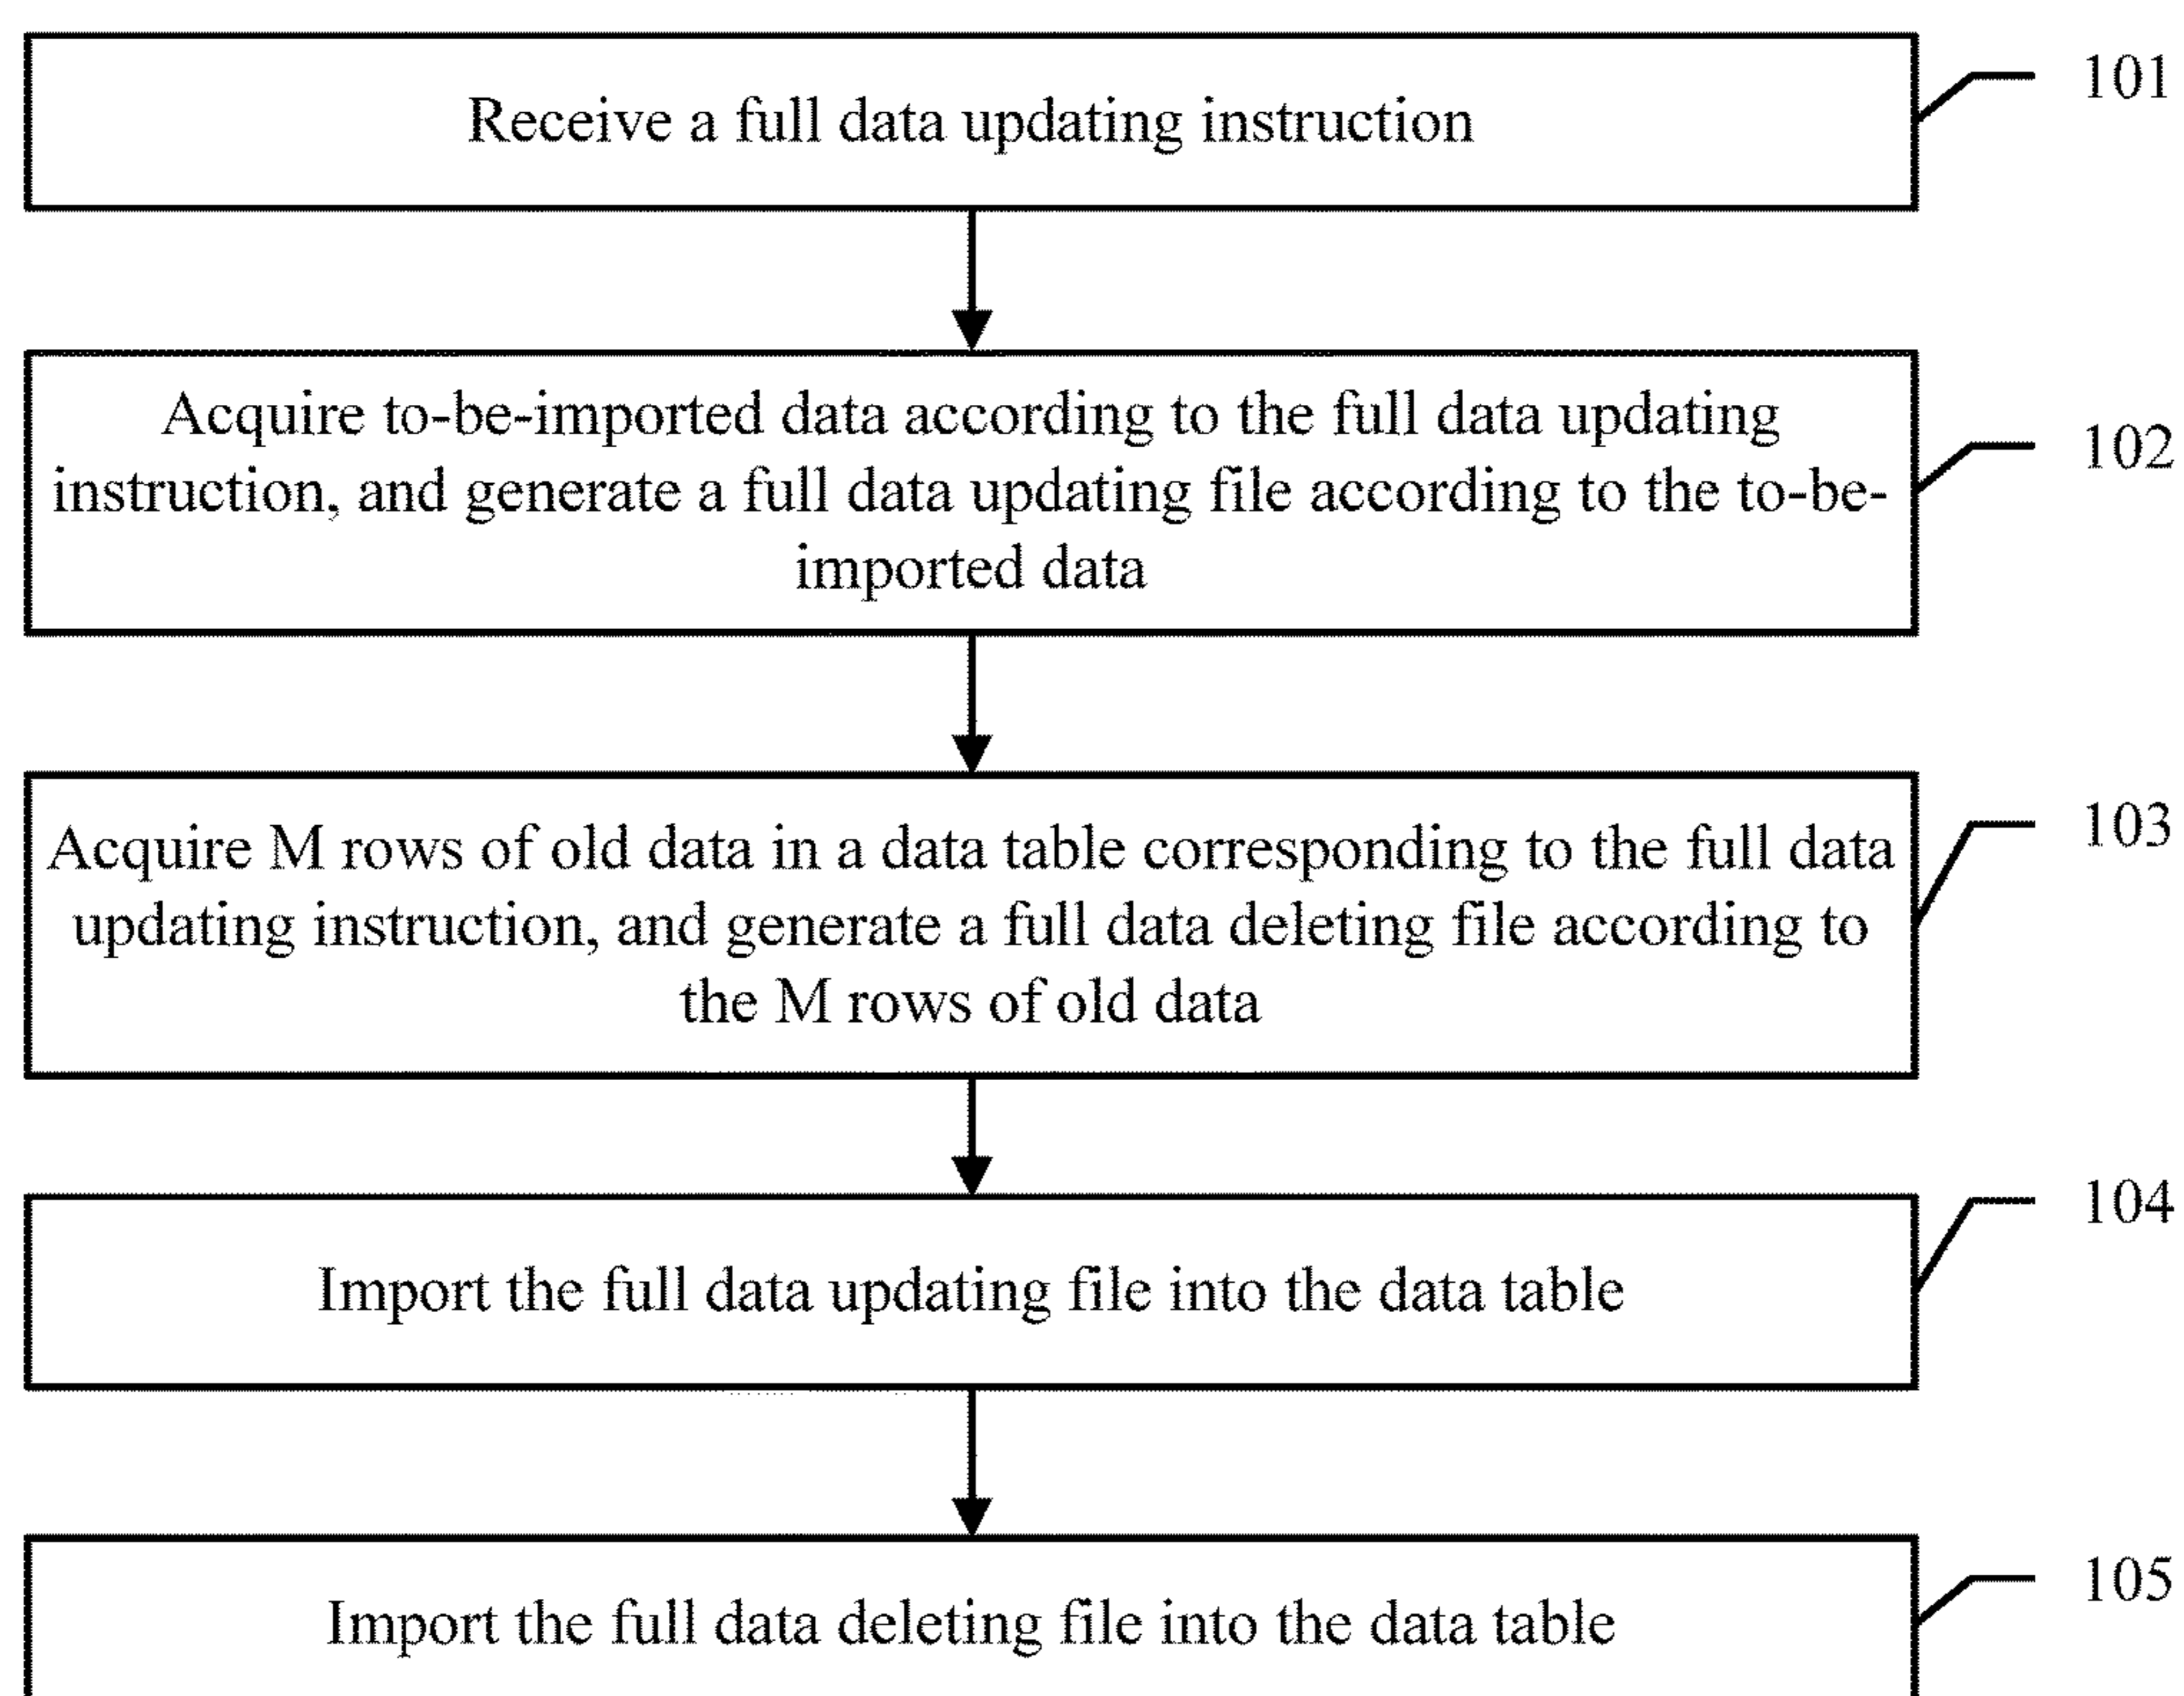 Receive a full data updating instruction
101
Acquire to-be-imported data according to the full data updating
instruction, and generate a full data updating file according to the to-be-
imported data
102
Acquire M rows of old data in a data table corresponding to the full data
updating instruction, and generate a full data deleting file according to
the M rows of old data
103
Import the full data updating file into the data table
104
Import the full data deleting file into the data table
105